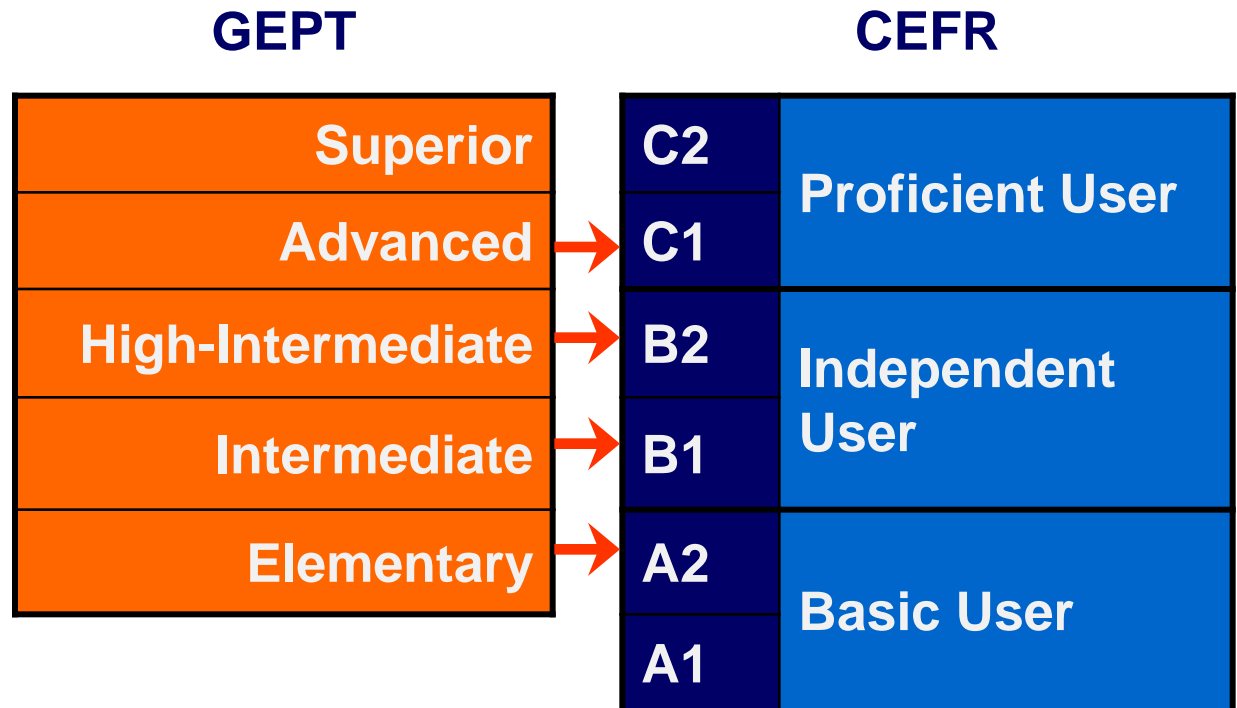 GEPT
CEFR
Superior
Advanced
High-Intermediate
Intermediate
Elementary
C2
C1
B2
B1
A2
A1
Proficient User
Independent
User
Basic User